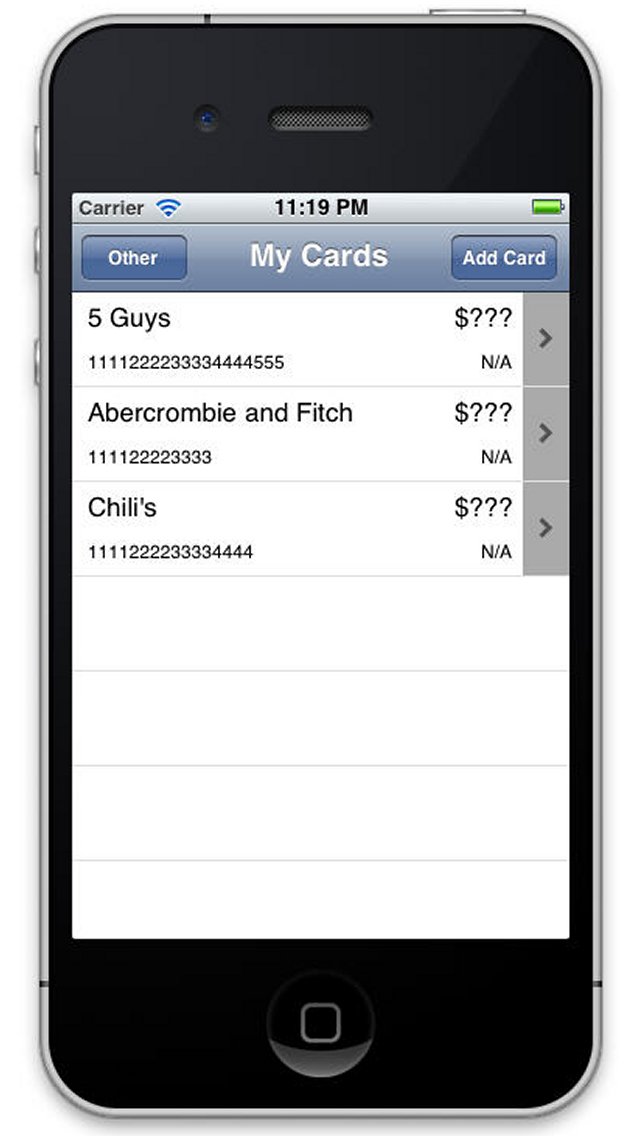 Carrier 11:19 PM
Other My Cards Add Card
5 Guys $???
1111222233334444555 N/A
Abercrombie and Fitch $???
111122223333 N/A
Chili's $???
1111222233334444 N/A